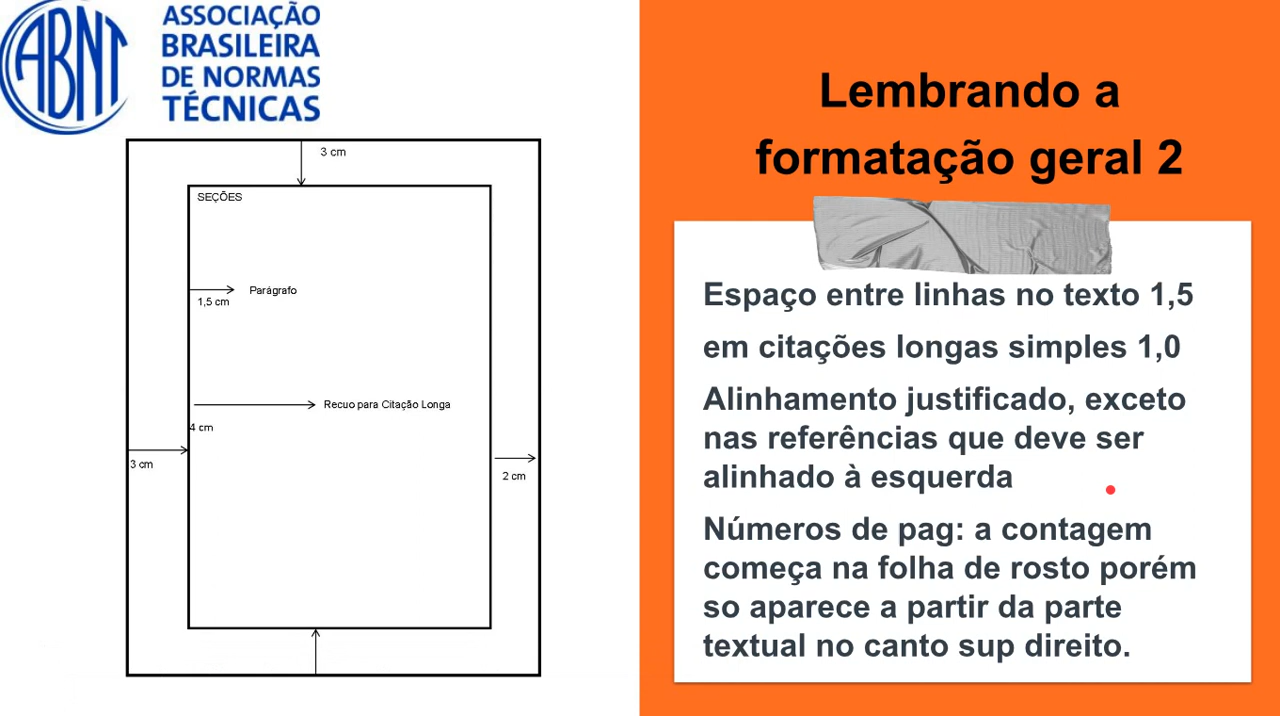 ABNT
ASSOCIAÇÃO
BRASILEIRA
DE NORMAS
TÉCNICAS
3 cm
SEÇÕES
Parágrafo
1,5 cm
Recuo para Citação Longa
4 cm
3 cm
2 cm
Lembrando a
formatação geral 2
Espaço entre linhas no texto 1,5
em citações longas simples 1,0
Alinhamento justificado, exceto
nas referências que deve ser
alinhado à esquerda
Números de pag: a contagem
começa na folha de rosto porém
so aparece a partir da parte
textual no canto sup direito.